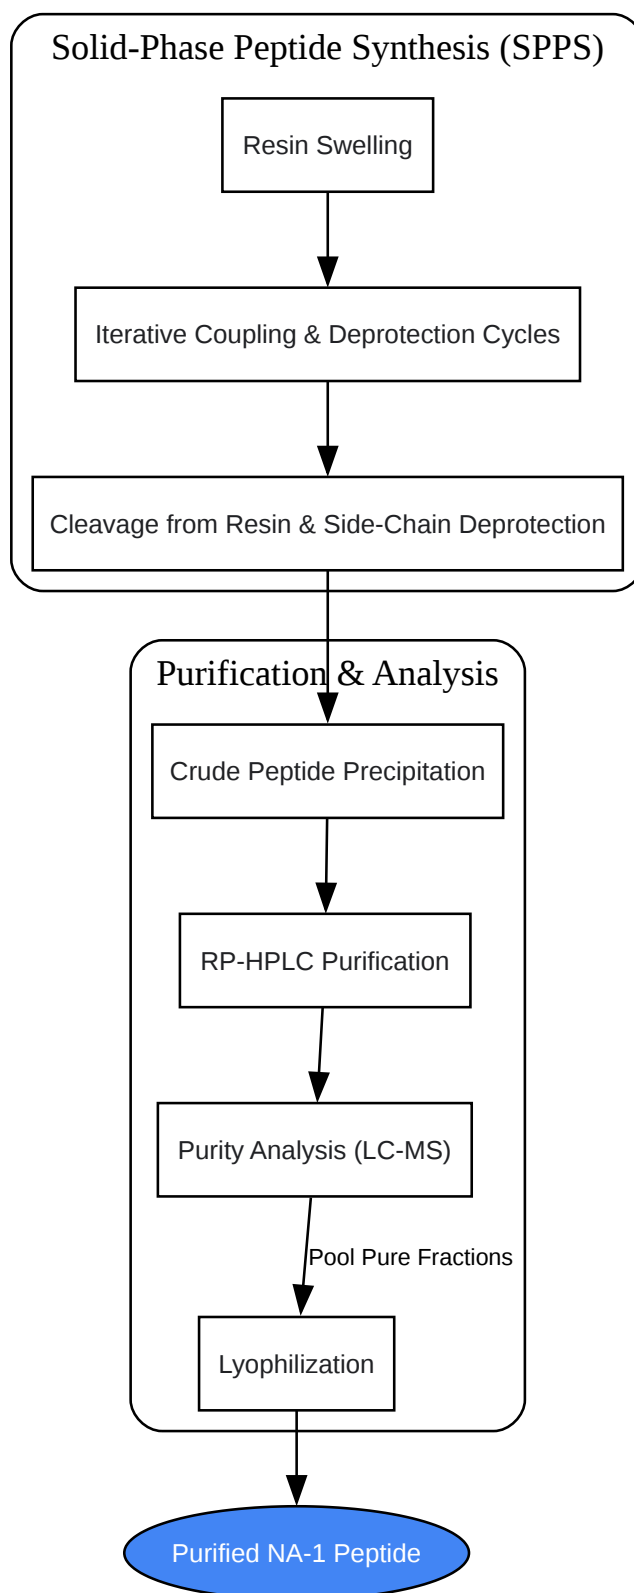 Solid-Phase Peptide Synthesis (SPPS)
Resin Swelling
Iterative Coupling & Deprotection Cycles
Cleavage from Resin & Side-Chain Deprotection
Purification & Analysis
Crude Peptide Precipitation
RP-HPLC Purification
Purity Analysis (LC-MS)
Pool Pure Fractions
Lyophilization
Purified NA-1 Peptide